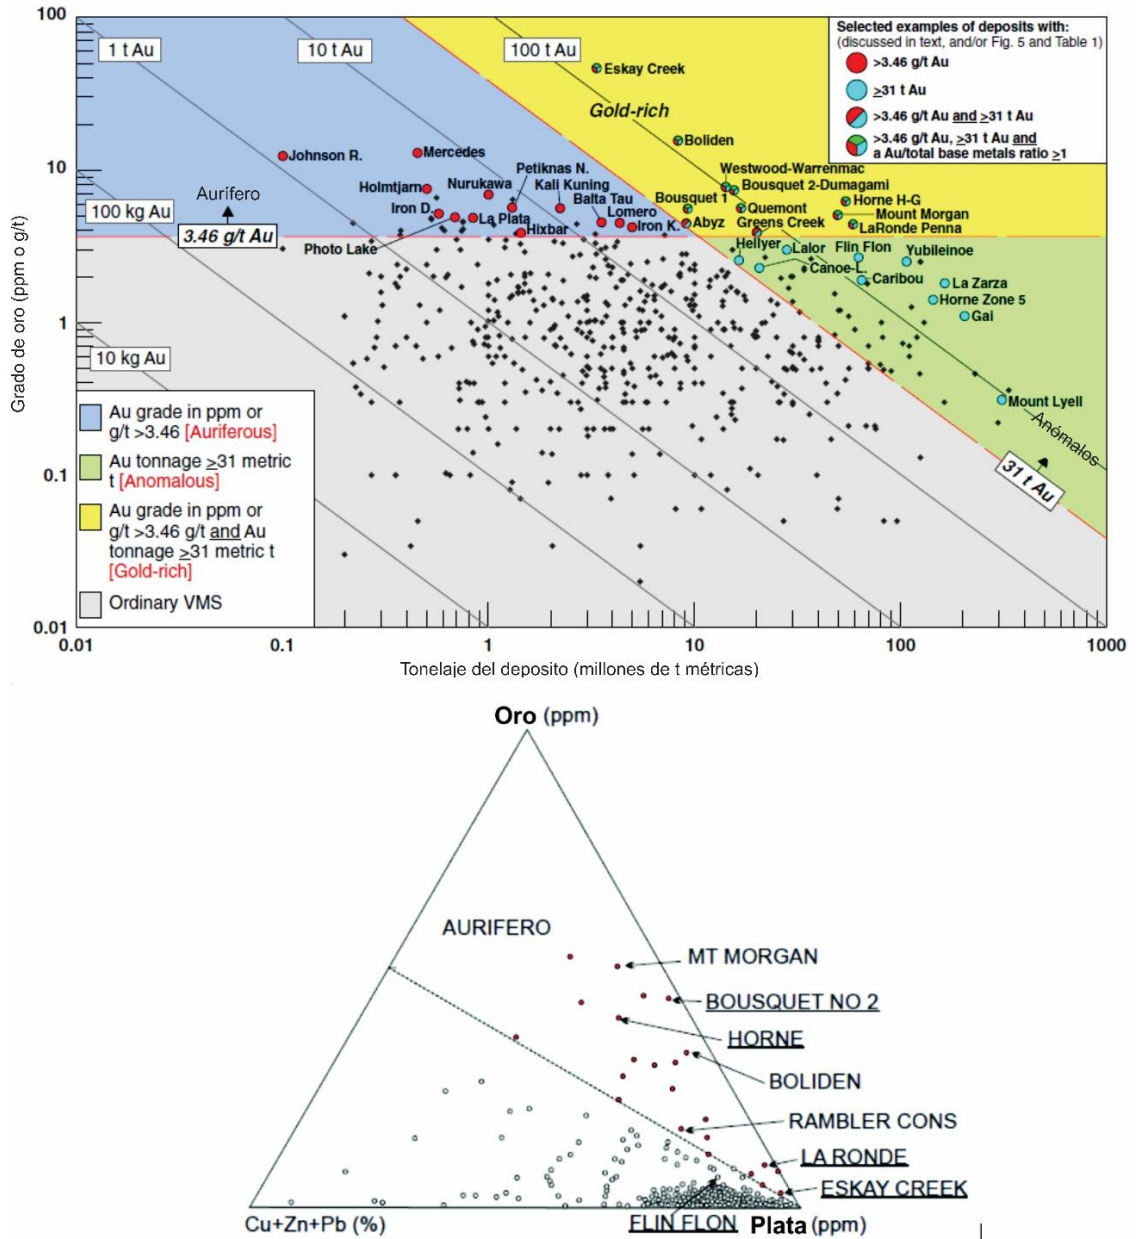 100
10
1
0.1
0.01
Grado de oro (ppm o g/t)
1 t Au
10 t Au
100 t Au
100 kg Au
10 kg Au
Aurífero
3.46 g/t Au
Gold-rich
31 t Au
Anómalos
Selected examples of deposits with:
(discussed in text, and/or Fig. 5 and Table 1)
>3.46 g/t Au
≥31 t Au
>3.46 g/t Au and ≥31 t Au
>3.46 g/t Au, ≥31 t Au and
a Au/total base metals ratio ≥1
Eskay Creek
Boliden
Johnson R.
Mercedes
Petiknas N.
Westwood-Warrenmac
Holmtjarn
Nurukawa
Kali Kuning
Bousquet 2-Dumagami
Balta Tau
Bousquet 1
Horne H-G
Iron D.
La Plata
Lomero
Quemont
Mount Morgan
Hixbar
Iron K.
Abyz
Greens Creek
LaRonde Penna
Photo Lake
Hellyer
Lalor
Flin Flon
Yubileinoe
Canoe-L.
Caribou
La Zarza
Horne Zone 5
Gai
Mount Lyell
Au grade in ppm or
g/t >3.46 [Auriferous]
Au tonnage ≥31 metric
t [Anomalous]
Au grade in ppm or
g/t >3.46 g/t and Au
tonnage ≥31 metric t
[Gold-rich]
Ordinary VMS
0.01
0.1
1
10
100
1000
Tonelaje del deposito (millones de t métricas)
Oro (ppm)
AURIFERO
MT MORGAN
BOUSQUET NO 2
HORNE
BOLIDEN
RAMBLER CONS
LA RONDE
ESKAY CREEK
FLIN FLON
Cu+Zn+Pb (%)
Plata (ppm)